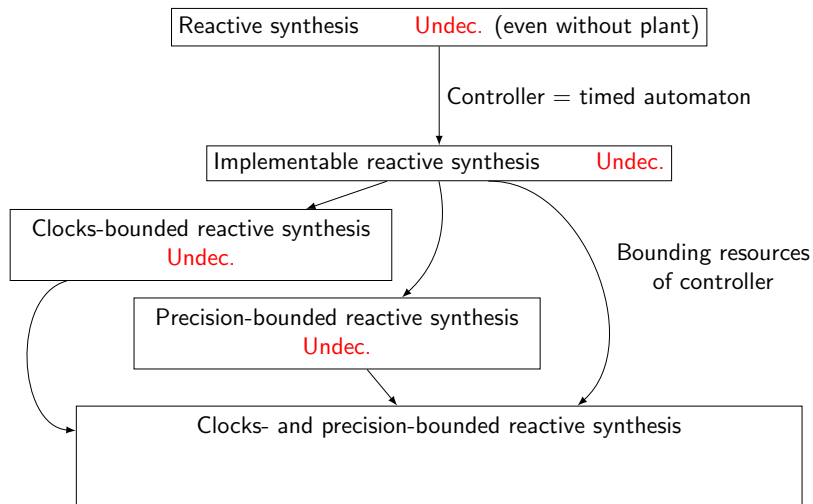 Reactive synthesis Undec. (even without plant)
Controller = timed automaton
Implementable reactive synthesis Undec.
Clocks-bounded reactive synthesis
Undec.
Bounding resources
of controller
Precision-bounded reactive synthesis
Undec.
Clocks- and precision-bounded reactive synthesis